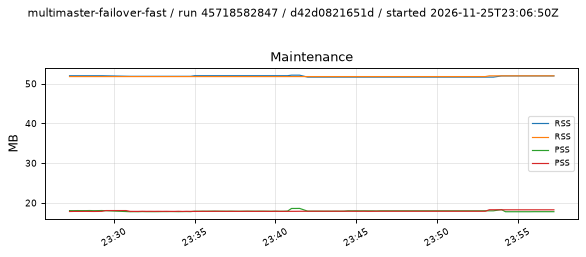 multimaster-failover-fast / run 45718582847 / d42d0821651d / started 2026-11-25T23:06:50Z
Maintenance
MB
50
40
30
20
RSS
RSS
PSS
PSS
23:30
23:35
23:40
23:45
23:50
23:55